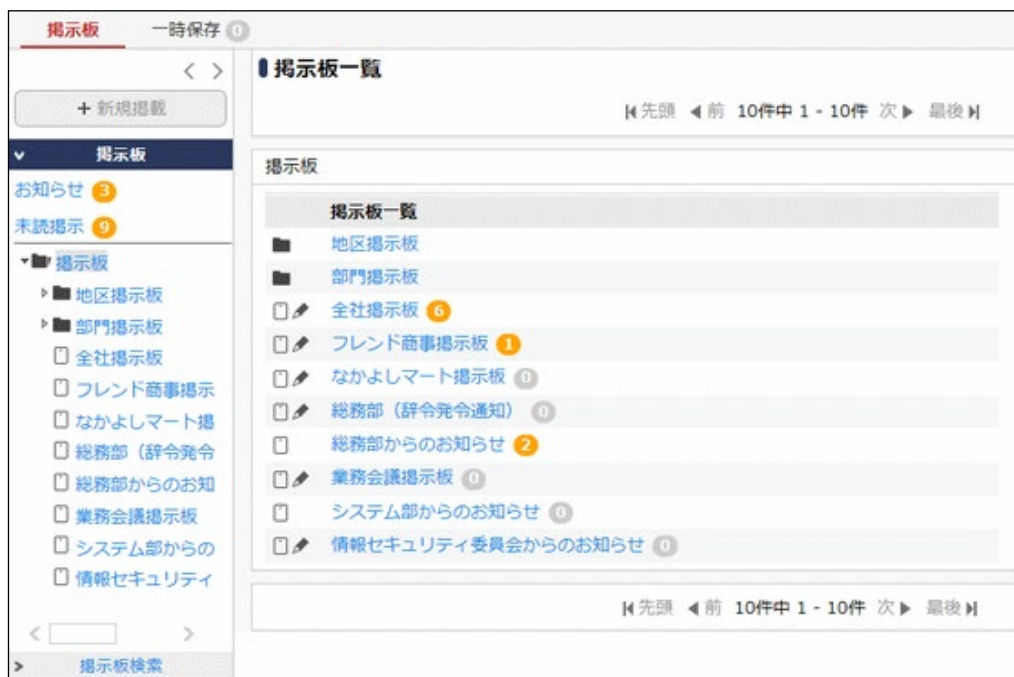 掲示板
一時保存 0
+ 新規掲載
掲示板
お知らせ 3
未読掲示 9
掲示板
地区掲示板
部門掲示板
全社掲示板
フレンド商事掲示
なかよしマート掲
総務部（辞令発令
総務部からのお知
業務会議掲示板
システム部からの
情報セキュリティ
掲示板検索
掲示板一覧
先頭 前 10件中 1 - 10件 次 最後
掲示板
掲示板一覧
地区掲示板
部門掲示板
全社掲示板 6
フレンド商事掲示板 1
なかよしマート掲示板 0
総務部（辞令発令通知） 0
総務部からのお知らせ 2
業務会議掲示板 0
システム部からのお知らせ 0
情報セキュリティ委員会からのお知らせ 0
先頭 前 10件中 1 - 10件 次 最後